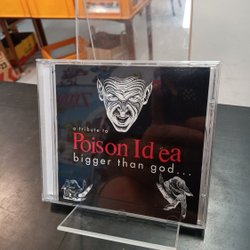 a tribute to
Poison Idea
bigger than god...